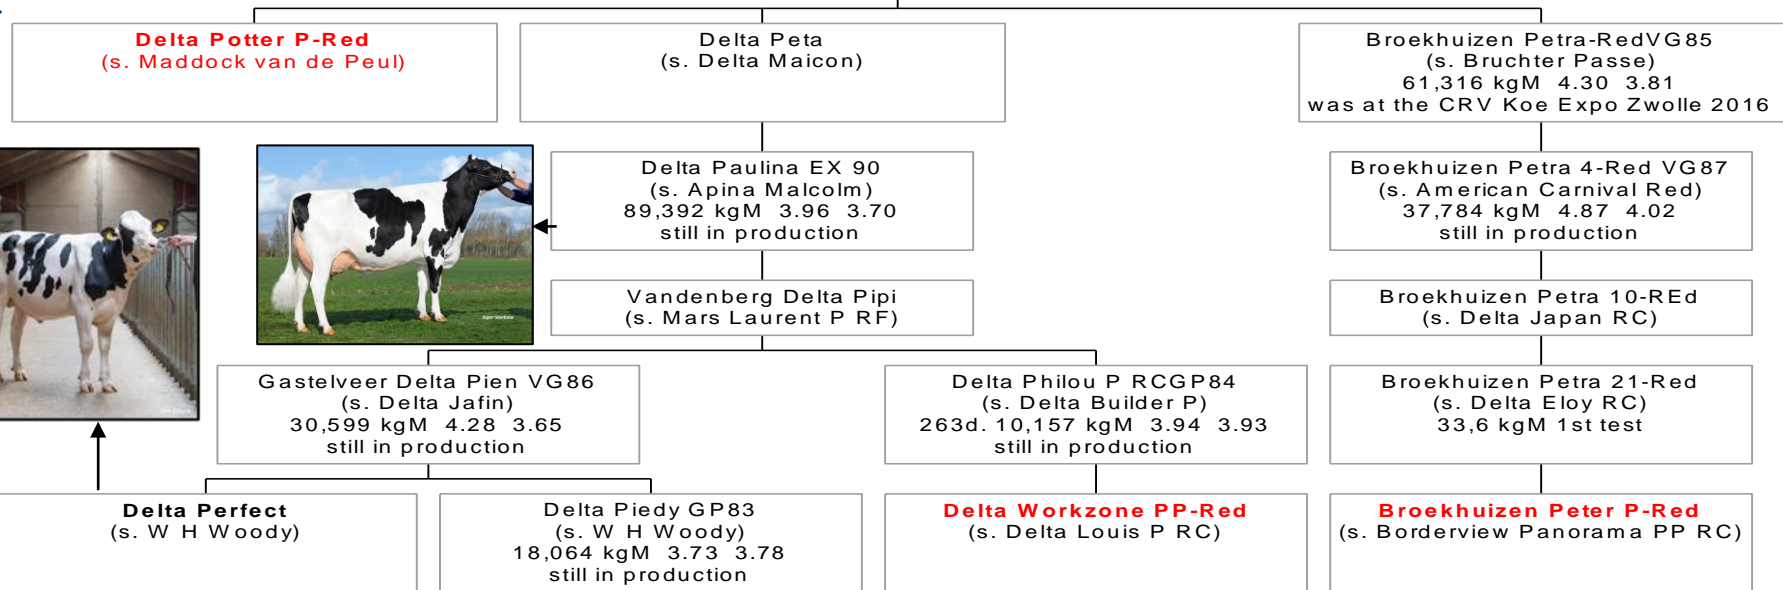 Delta Potter P-Red
(s. Maddock van de Peul)
Delta Peta
(s. Delta Maicon)
Broekhuizen Petra-RedVG85
(s. Bruchter Passe)
61,316 kgM 4.30 3.81
was at the CRV Koe Expo Zwolle 2016
Delta Paulina EX 90
(s. Apina Malcolm)
89,392 kgM 3.96 3.70
still in production
Broekhuizen Petra 4-Red VG87
(s. American Carnival Red)
37,784 kgM 4.87 4.02
still in production
Vandenberg Delta Pipi
(s. Mars Laurent P RF)
Broekhuizen Petra 10-REd
(s. Delta Japan RC)
Gastelveer Delta Pien VG86
(s. Delta Jafin)
30,599 kgM 4.28 3.65
still in production
Delta Philou P RCGP84
(s. Delta Builder P)
263d. 10,157 kgM 3.94 3.93
still in production
Broekhuizen Petra 21-Red
(s. Delta Eloy RC)
33,6 kgM 1st test
Delta Perfect
(s. W H Woody)
Delta Piedy GP83
(s. W H Woody)
18,064 kgM 3.73 3.78
still in production
Delta Workzone PP-Red
(s. Delta Louis P RC)
Broekhuizen Peter P-Red
(s. Borderview Panorama PP RC)